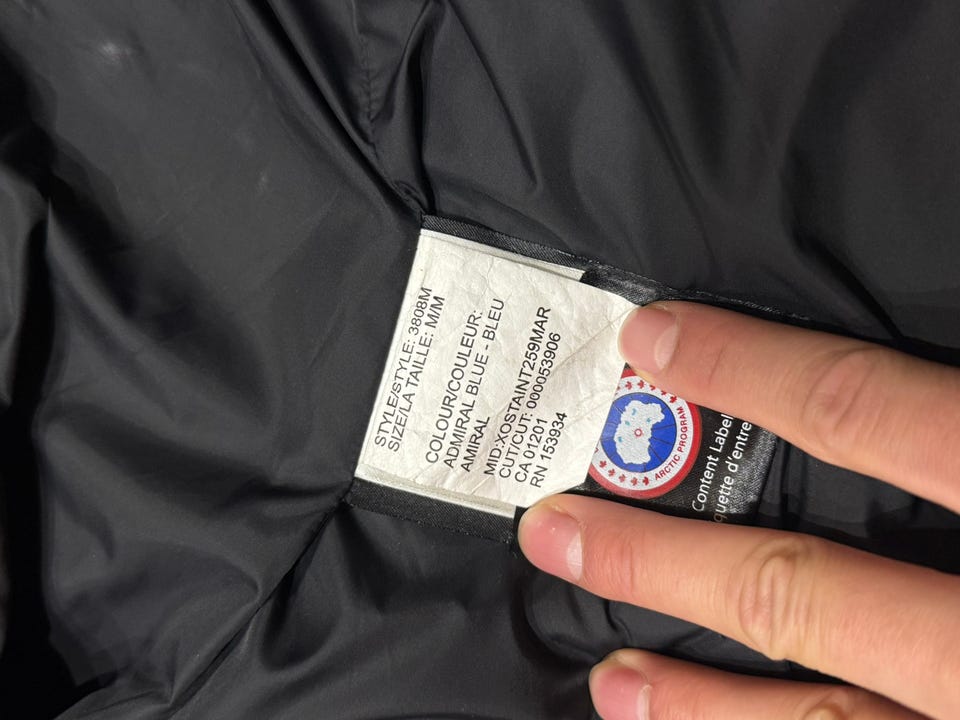 STYLE/STYLE: 3808M
SIZE/LA TAILLE: M/M
COLOUR/COULEUR:
ADMIRAL BLUE - BLEU
AMIRAL
MID:XOSTAINT259MAR
CUT/CUT: 0000053906
CA 01201
RN 153934
ARCTIC PROGRAM
Content Label
quette d'entre